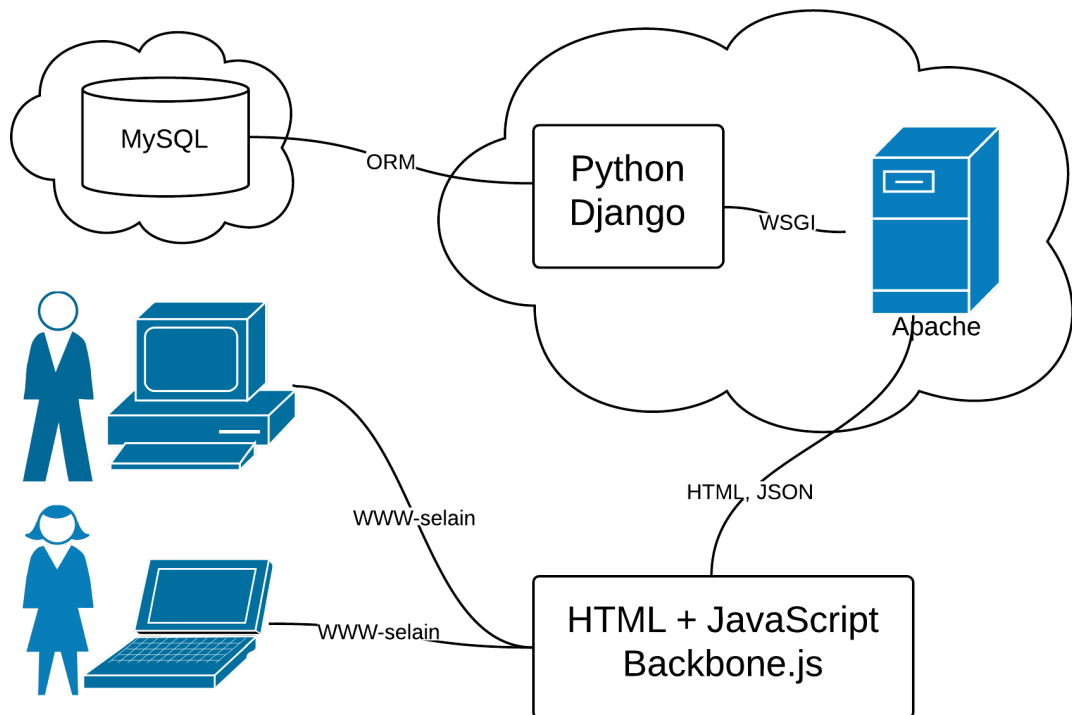 MySQL
ORM
Python
Django
WSGI
Apache
HTML, JSON
WWW-selain
WWW-selain
HTML + JavaScript
Backbone.js